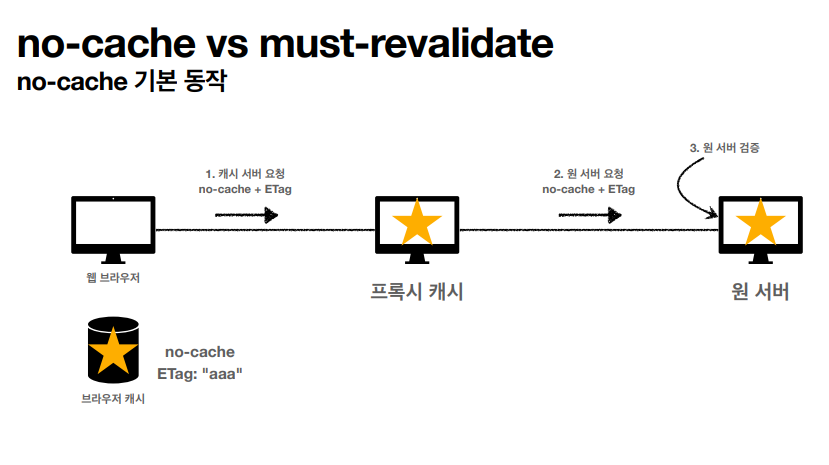 no-cache vs must-revalidate
no-cache 기본 동작
1. 캐시 서버 요청
no-cache + ETag
2. 원 서버 요청
no-cache + ETag
3. 원 서버 검증
웹 브라우저
프록시 캐시
원 서버
no-cache
ETag: "aaa"
브라우저 캐시